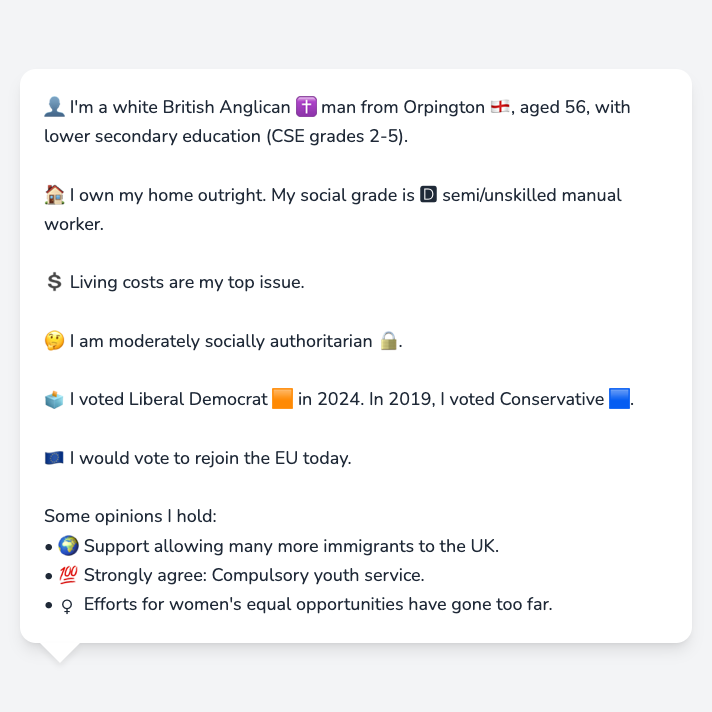 👤 I'm a white British Anglican ✝️ man from Orpington 🏴󠁧󠁢󠁥󠁮󠁧󠁿, aged 56, with
lower secondary education (CSE grades 2-5).
🏠 I own my home outright. My social grade is 🅳 semi/unskilled manual
worker.
💲 Living costs are my top issue.
🤔 I am moderately socially authoritarian 🔒.
🗳️ I voted Liberal Democrat 🟧 in 2024. In 2019, I voted Conservative 🟦.
🇪🇺 I would vote to rejoin the EU today.
Some opinions I hold:
• 🌍 Support allowing many more immigrants to the UK.
• 💯 Strongly agree: Compulsory youth service.
• ♀ Efforts for women's equal opportunities have gone too far.